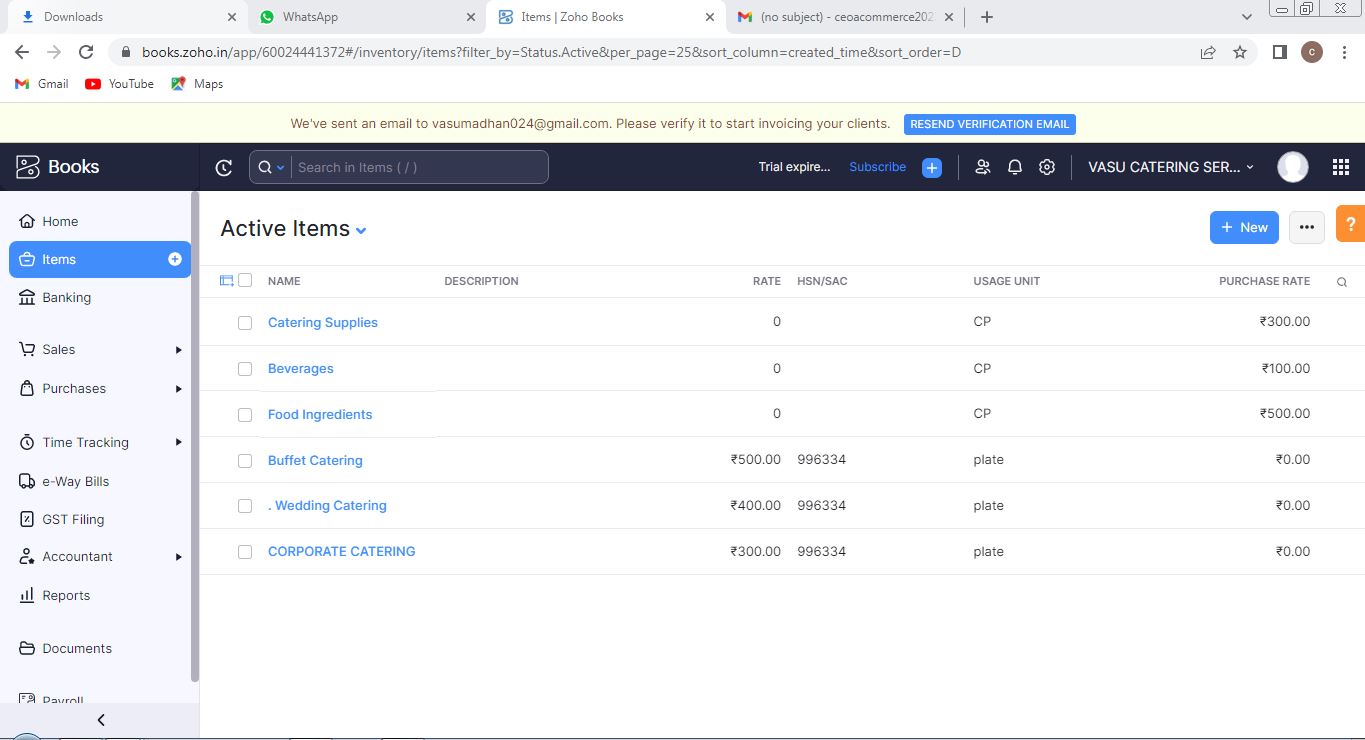 Downloads
WhatsApp
Items | Zoho Books
(no subject) - ceoacommerce202
books.zoho.in/app/60024441372#/inventory/items?filter_by=Status.Active&per_page=25&sort_column=created_time&sort_order=D
C
Gmail
YouTube
Maps
We've sent an email to vasumadhan024@gmail.com. Please verify it to start invoicing your clients.
RESEND VERIFICATION EMAIL
Books
Search in Items ( / )
Trial expire...
Subscribe
VASU CATERING SER...
Home
Items
Banking
Sales
Purchases
Time Tracking
e-Way Bills
GST Filing
Accountant
Reports
Documents
Payroll
Active Items
+ New
?
NAME DESCRIPTION RATE HSN/SAC USAGE UNIT PURCHASE RATE
Catering Supplies 0 CP ₹300.00
Beverages 0 CP ₹100.00
Food Ingredients 0 CP ₹500.00
Buffet Catering ₹500.00 996334 plate ₹0.00
. Wedding Catering ₹400.00 996334 plate ₹0.00
CORPORATE CATERING ₹300.00 996334 plate ₹0.00